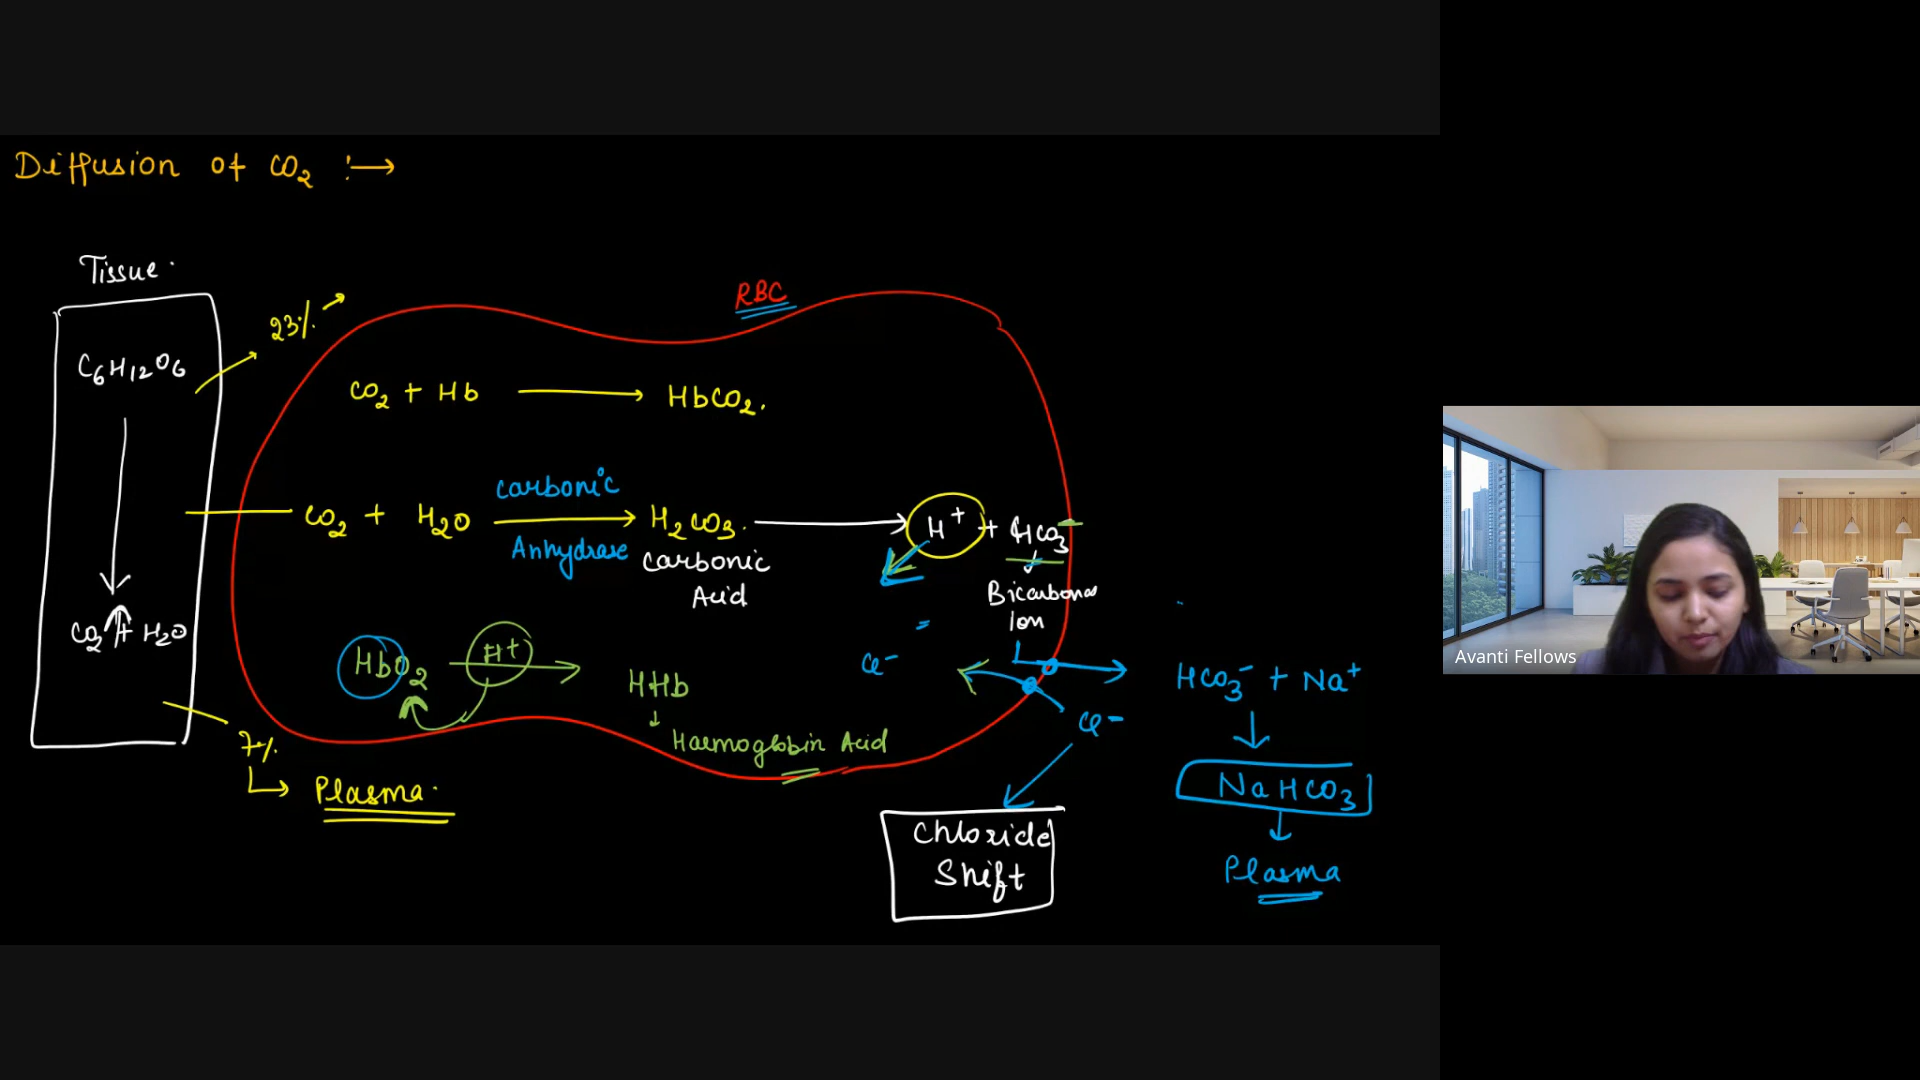 Diffusion of CO2 :→
Tissue.
RBC
23%
C6H12O6
CO2 + Hb → HbCO2.
carbonic
CO2 + H2O → H2CO3. → H+ + HCO3-
Anhydrase
carbonic
Acid
Bicarbona
Ion
=
CO2 + H2O
HbO2 H+ → HHb
Cl-
HCO3- + Na+
↓
Haemoglobin Acid
Cl-
7%
Plasma.
NaHCO3
Chloride
Shift
Plasma
Avanti Fellows